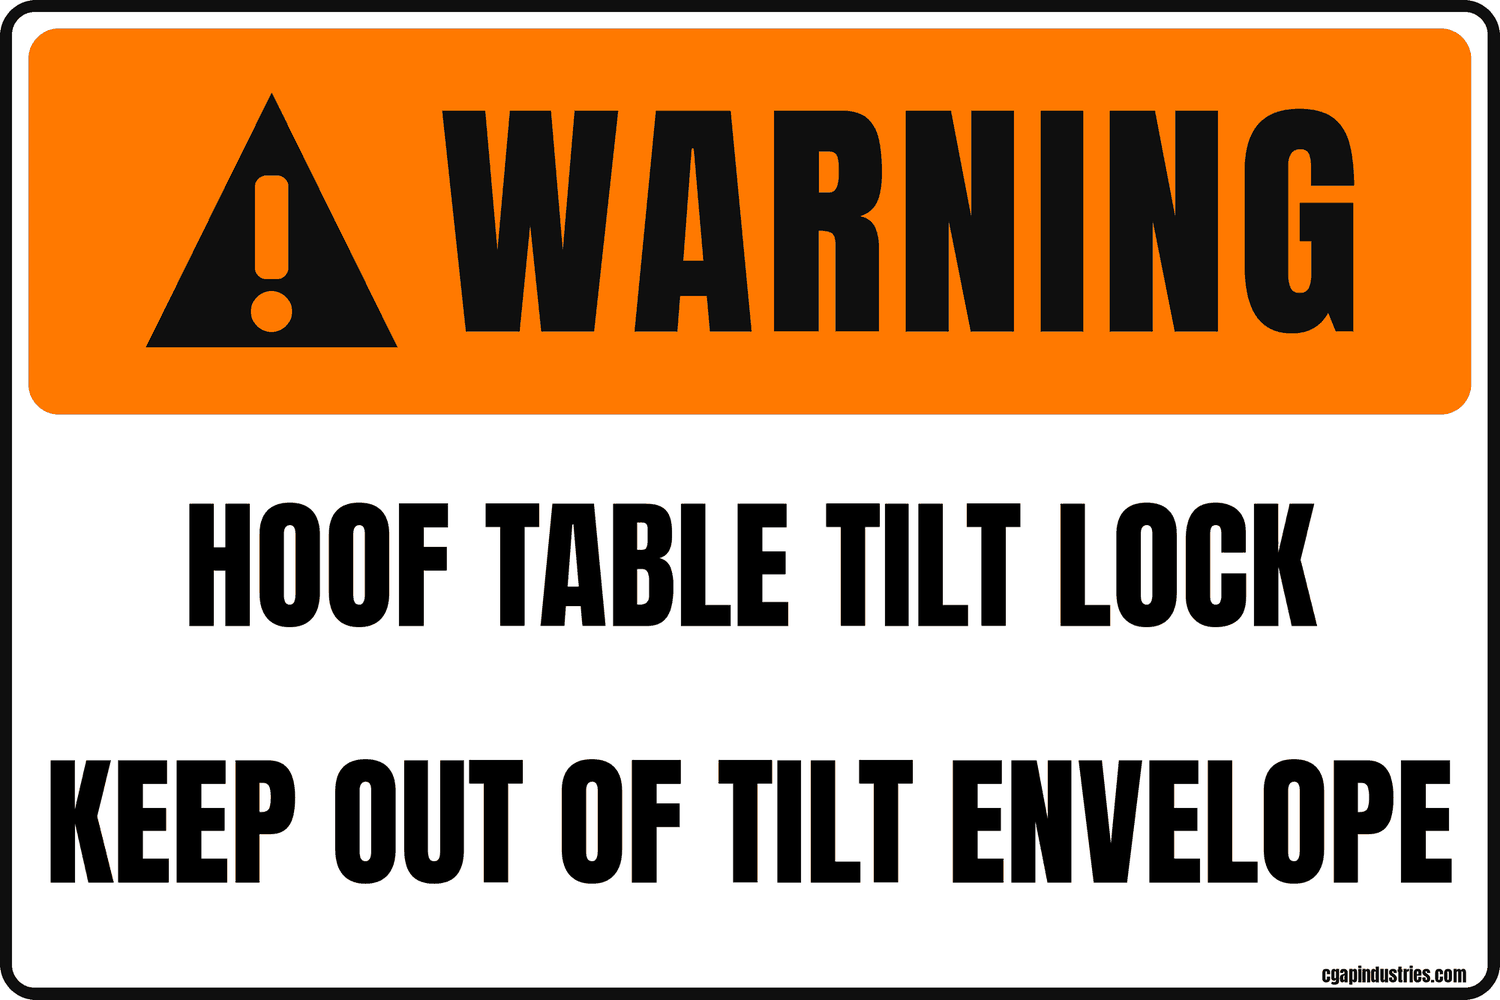 WARNING
HOOF TABLE TILT LOCK
KEEP OUT OF TILT ENVELOPE
cgapindustries.com